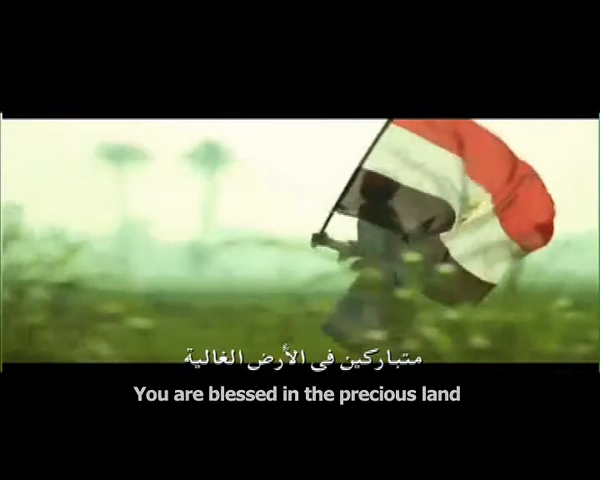 متباركين فى الأرض الغالية
You are blessed in the precious land